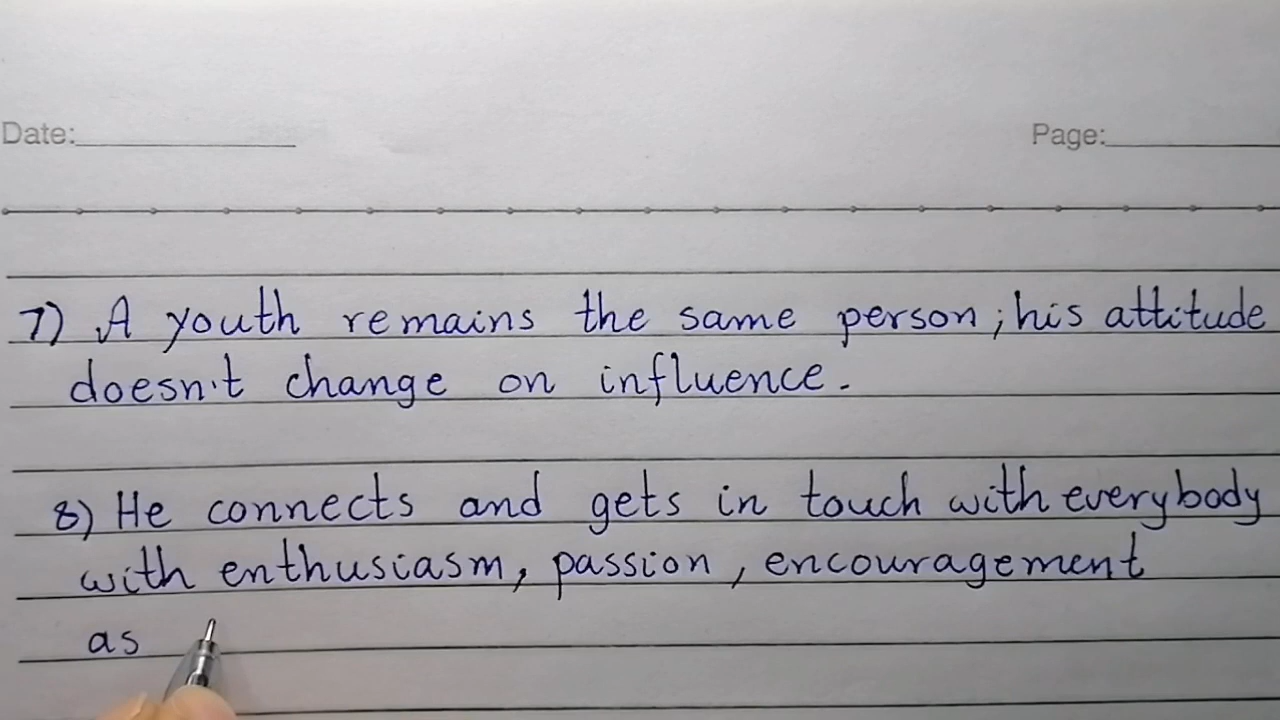 Date: Page:
7) A youth remains the same person; his attitude
doesn't change on influence.
8) He connects and gets in touch with everybody
with enthusiasm, passion, encouragement
as